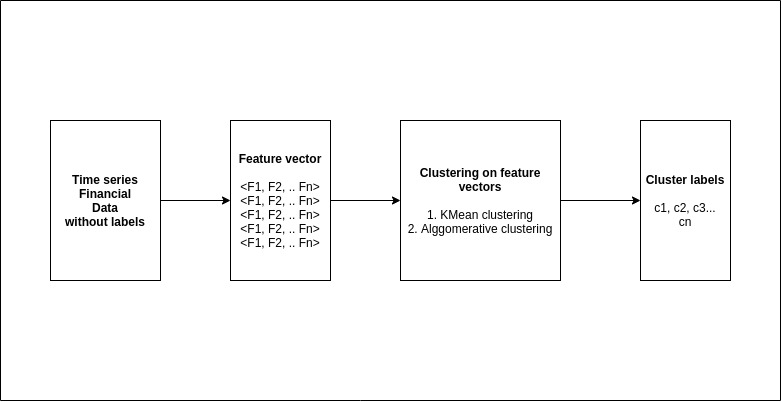 Time series
Financial
Data
without labels
Feature vector
<F1, F2, .. Fn>
<F1, F2, .. Fn>
<F1, F2, .. Fn>
<F1, F2, .. Fn>
<F1, F2, .. Fn>
Clustering on feature
vectors
1. KMean clustering
2. Alggomerative clustering
Cluster labels
c1, c2, c3...
cn